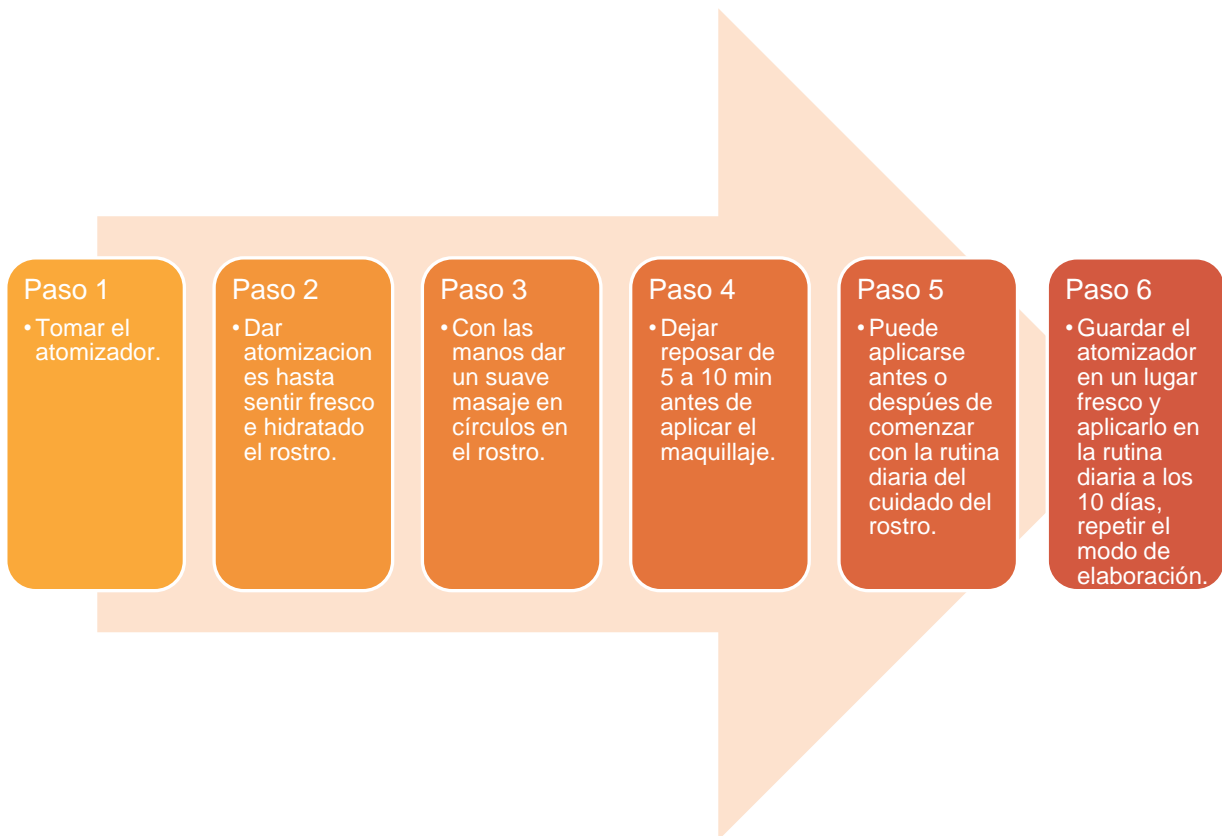 Paso 1
• Tomar el
atomizador.
Paso 2
• Dar
atomizacion
es hasta
sentir fresco
e hidratado
el rostro.
Paso 3
• Con las
manos dar
un suave
masaje en
círculos en
el rostro.
Paso 4
• Dejar
reposar de
5 a 10 min
antes de
aplicar el
maquillaje.
Paso 5
• Puede
aplicarse
antes o
despúes de
comenzar
con la rutina
diaria del
cuidado del
rostro.
Paso 6
• Guardar el
atomizador
en un lugar
fresco y
aplicarlo en
la rutina
diaria a los
10 días,
repetir el
modo de
elaboración.